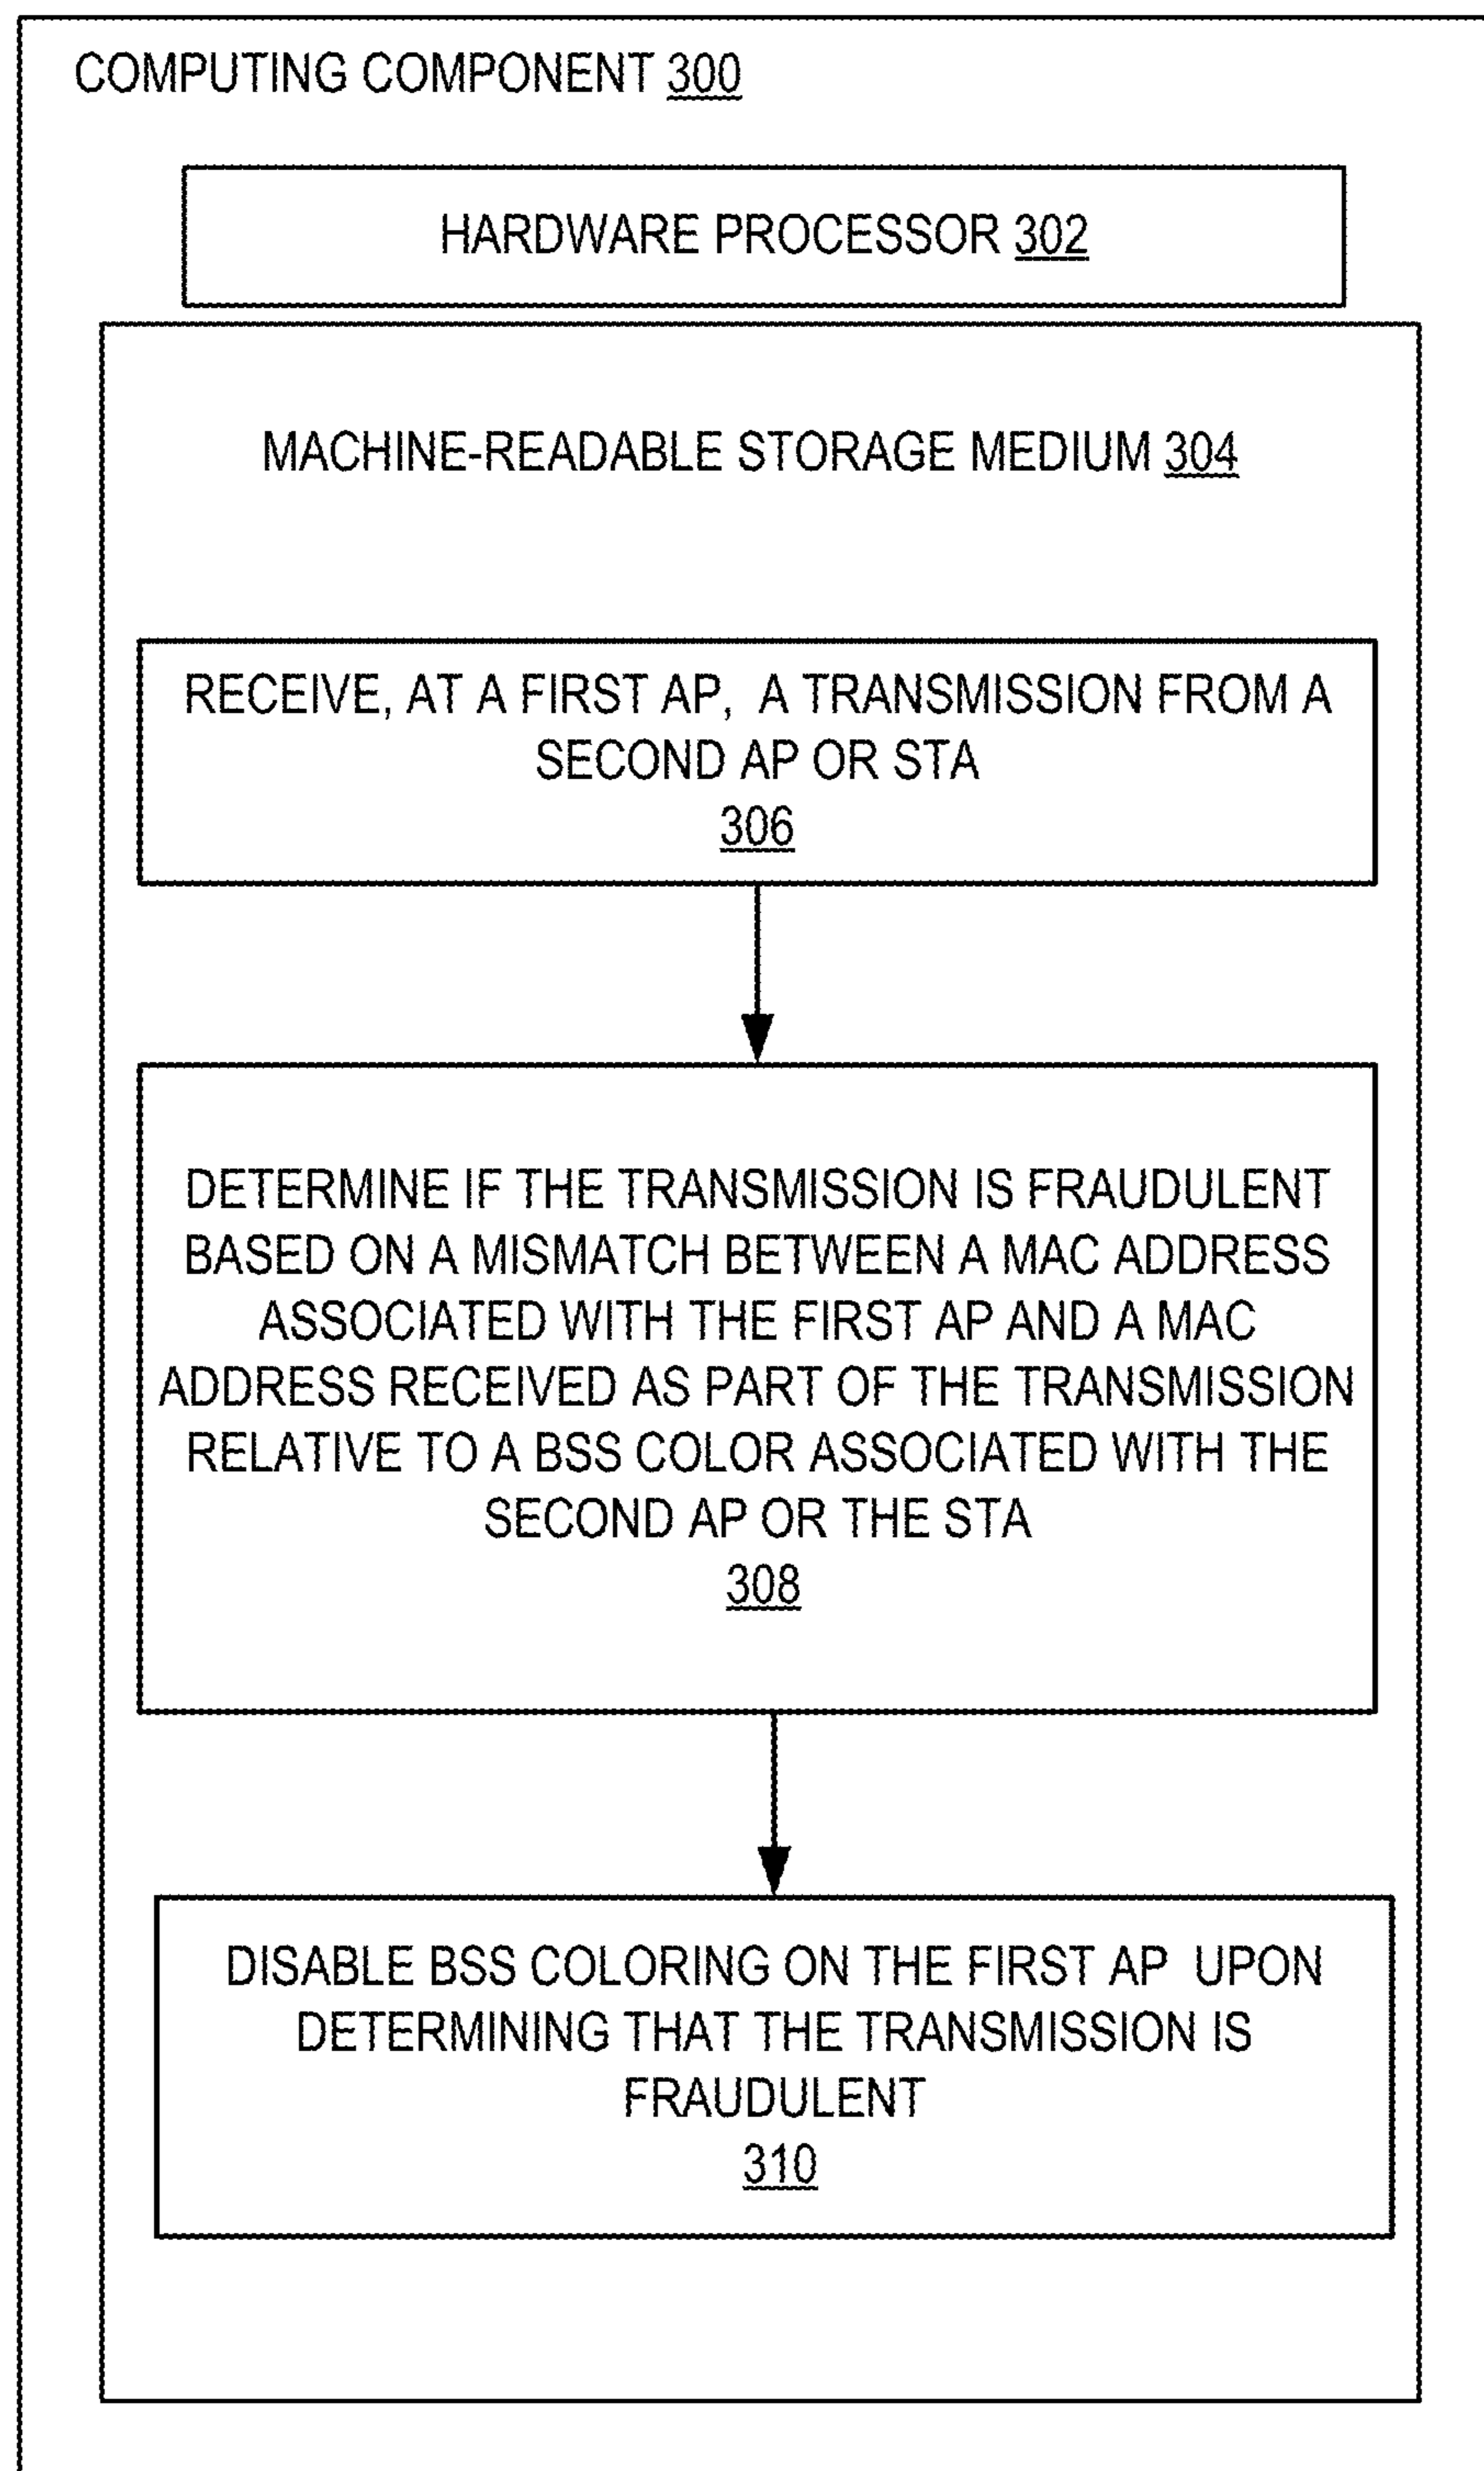 COMPUTING COMPONENT 300
HARDWARE PROCESSOR 302
MACHINE-READABLE STORAGE MEDIUM 304
RECEIVE, AT A FIRST AP, A TRANSMISSION FROM A
SECOND AP OR STA
306
DETERMINE IF THE TRANSMISSION IS FRAUDULENT
BASED ON A MISMATCH BETWEEN A MAC ADDRESS
ASSOCIATED WITH THE FIRST AP AND A MAC
ADDRESS RECEIVED AS PART OF THE TRANSMISSION
RELATIVE TO A BSS COLOR ASSOCIATED WITH THE
SECOND AP OR THE STA
308
DISABLE BSS COLORING ON THE FIRST AP UPON
DETERMINING THAT THE TRANSMISSION IS
FRAUDULENT
310